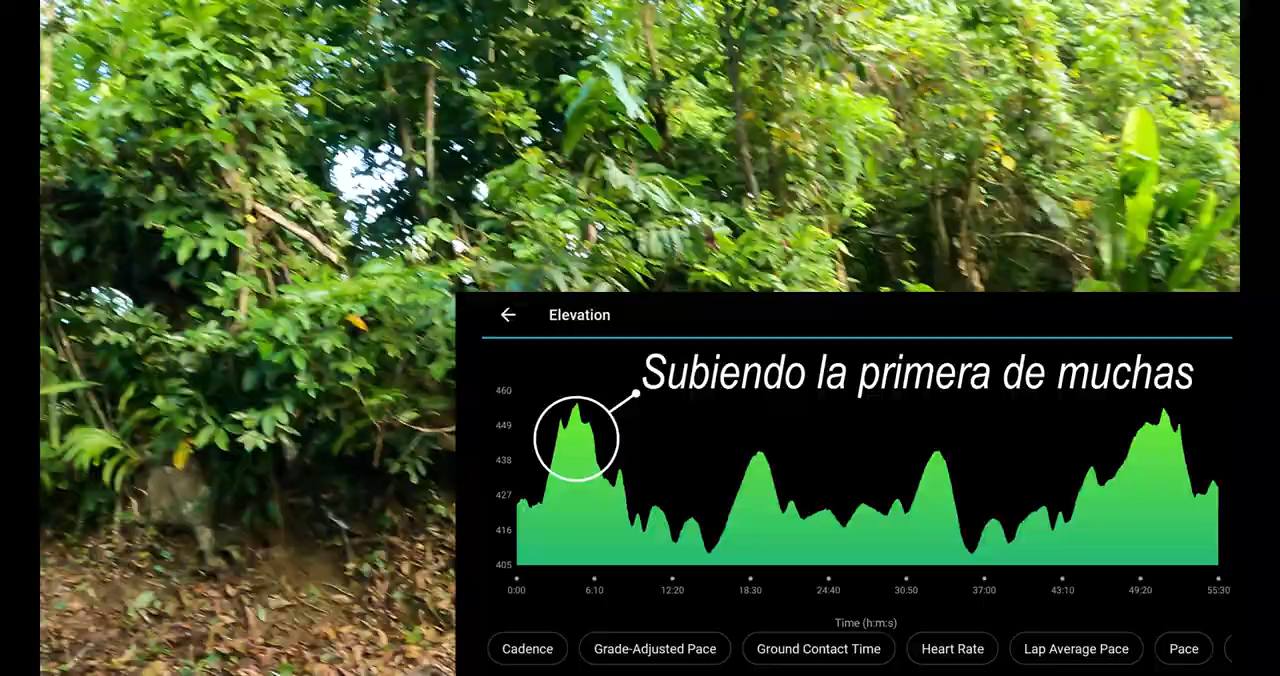 Elevation
Subiendo la primera de muchas
460
449
438
427
416
405
0:00 6:10 12:20 18:30 24:40 30:50 37:00 43:10 49:20 55:30
Time (h:m:s)
Cadence Grade-Adjusted Pace Ground Contact Time Heart Rate Lap Average Pace Pace